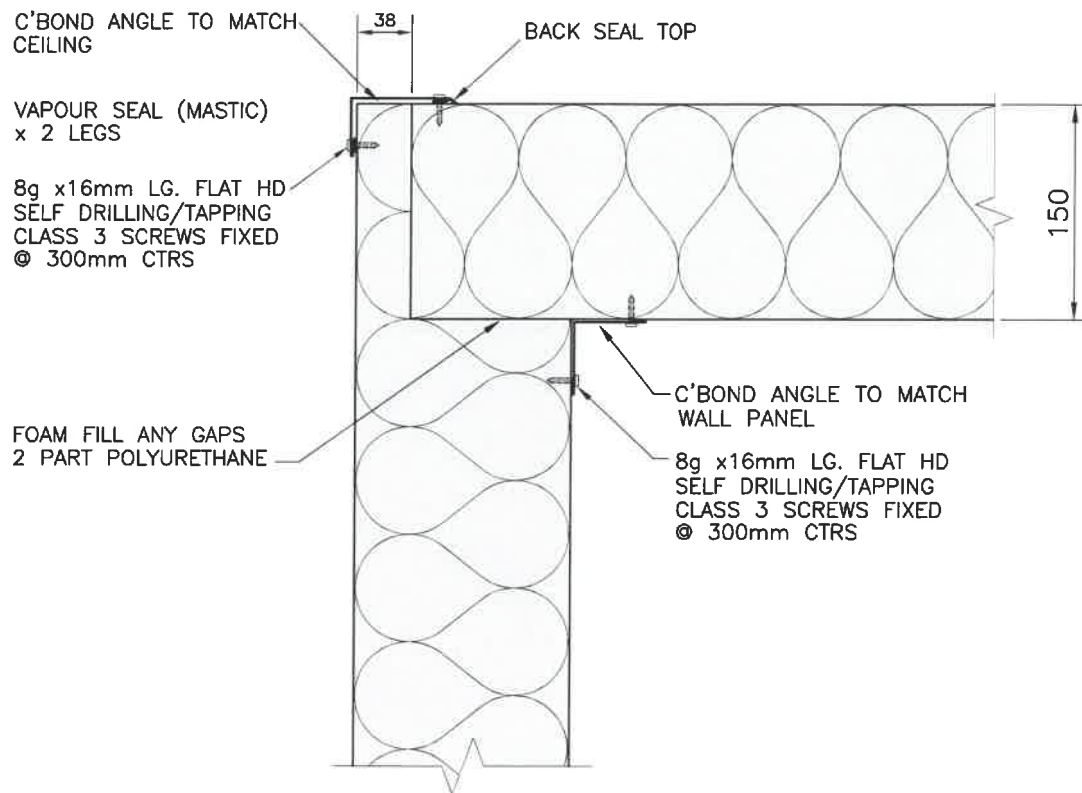 C'BOND ANGLE TO MATCH
CEILING
38
BACK SEAL TOP
VAPOUR SEAL (MASTIC)
x 2 LEGS
8g x16mm LG. FLAT HD
SELF DRILLING/TAPPING
CLASS 3 SCREWS FIXED
@ 300mm CTRS
150
C'BOND ANGLE TO MATCH
WALL PANEL
FOAM FILL ANY GAPS
2 PART POLYURETHANE
8g x16mm LG. FLAT HD
SELF DRILLING/TAPPING
CLASS 3 SCREWS FIXED
@ 300mm CTRS